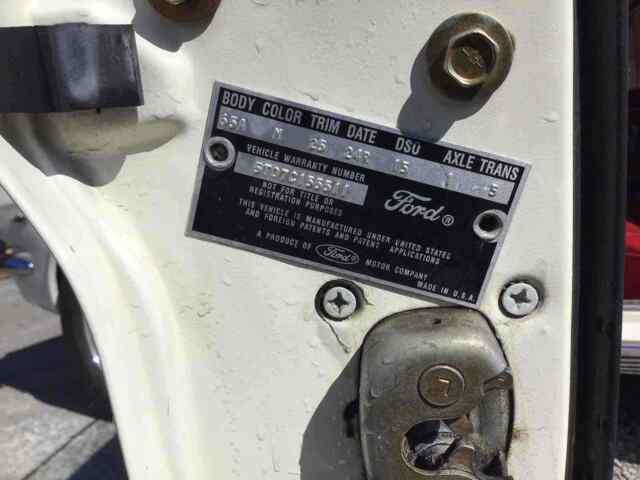 BODY COLOR TRIM DATE DSO AXLE TRANS
65A M 25 24R 15 1 5
VEHICLE WARRANTY NUMBER
NOT FOR TITLE OR
REGISTRATION PURPOSES
Ford®
THIS VEHICLE IS MANUFACTURED UNDER UNITED STATES
AND FOREIGN PATENTS AND PATENT APPLICATIONS
A PRODUCT OF Ford® MOTOR COMPANY
MADE IN U.S.A.